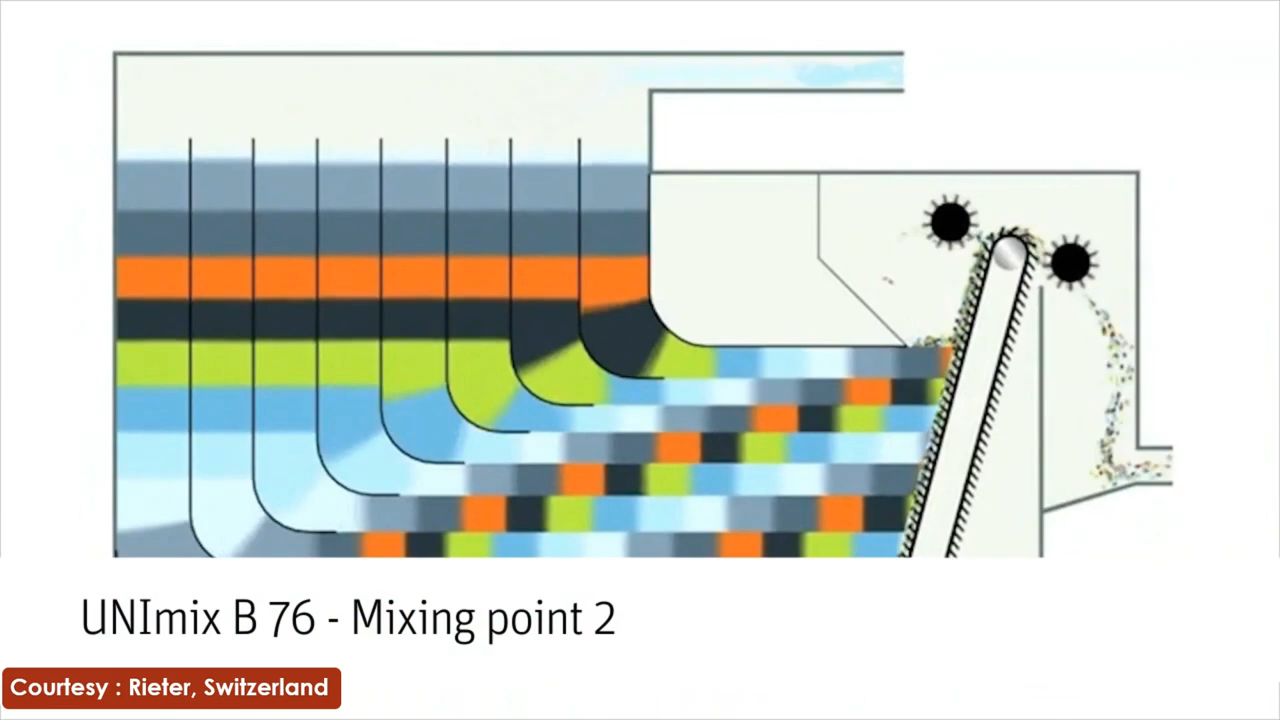 UNImix B 76 - Mixing point 2
Courtesy : Rieter, Switzerland